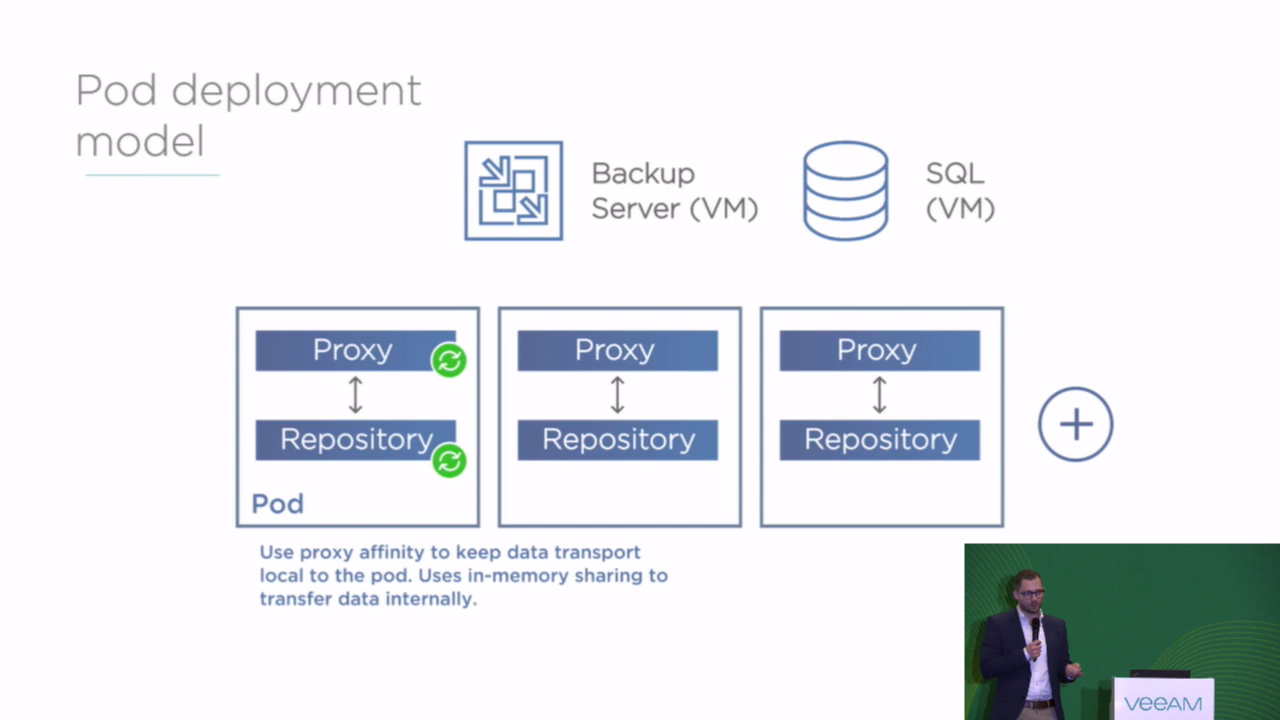 Pod deployment
model
Backup
Server (VM)
SQL
(VM)
Proxy
Repository
Pod
Proxy
Repository
Proxy
Repository
Use proxy affinity to keep data transport
local to the pod. Uses in-memory sharing to
transfer data internally.
VEEAM